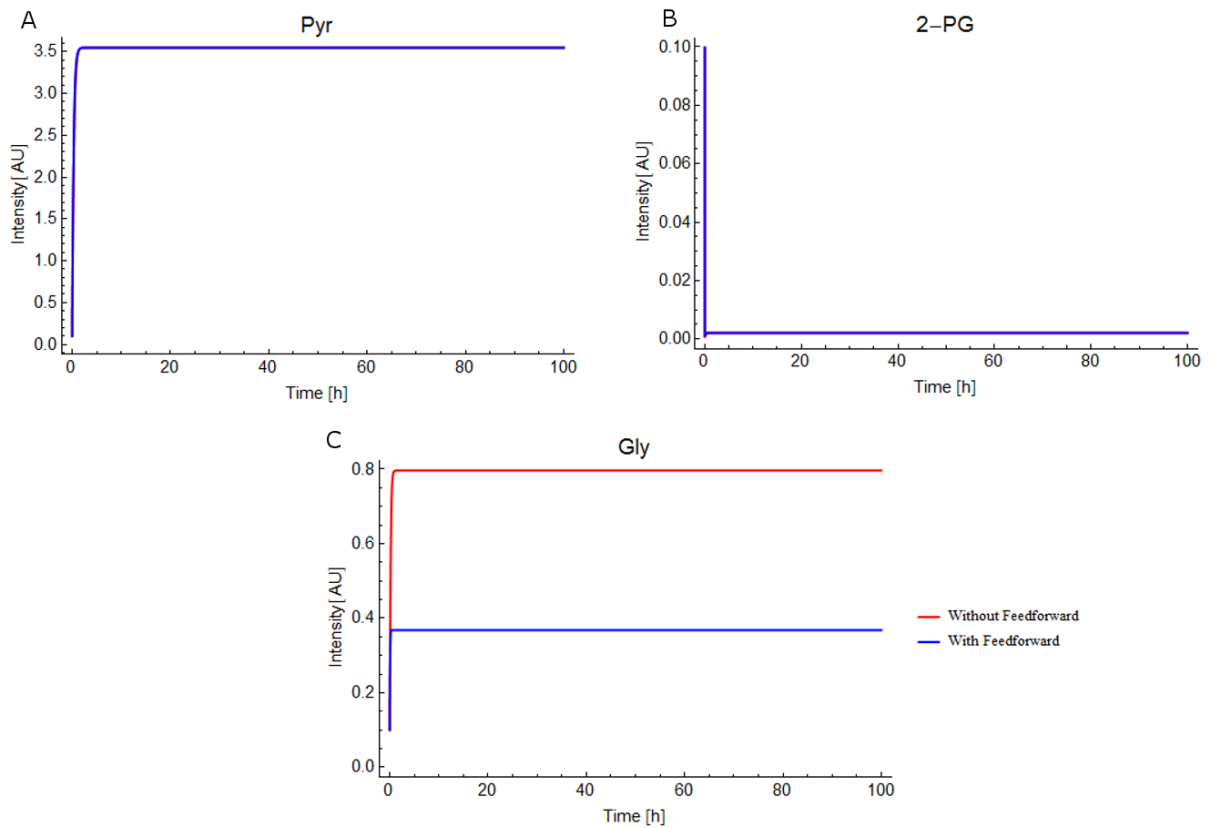 A
Pyr
Intensity[AU]
3.5
3.0
2.5
2.0
1.5
1.0
0.5
0.0
0 20 40 60 80 100
Time [h]
B
2−PG
Intensity[AU]
0.10
0.08
0.06
0.04
0.02
0.00
0 20 40 60 80 100
Time [h]
C
Gly
Intensity[AU]
0.8
0.6
0.4
0.2
0.0
0 20 40 60 80 100
Time [h]
Without Feedforward
With Feedforward